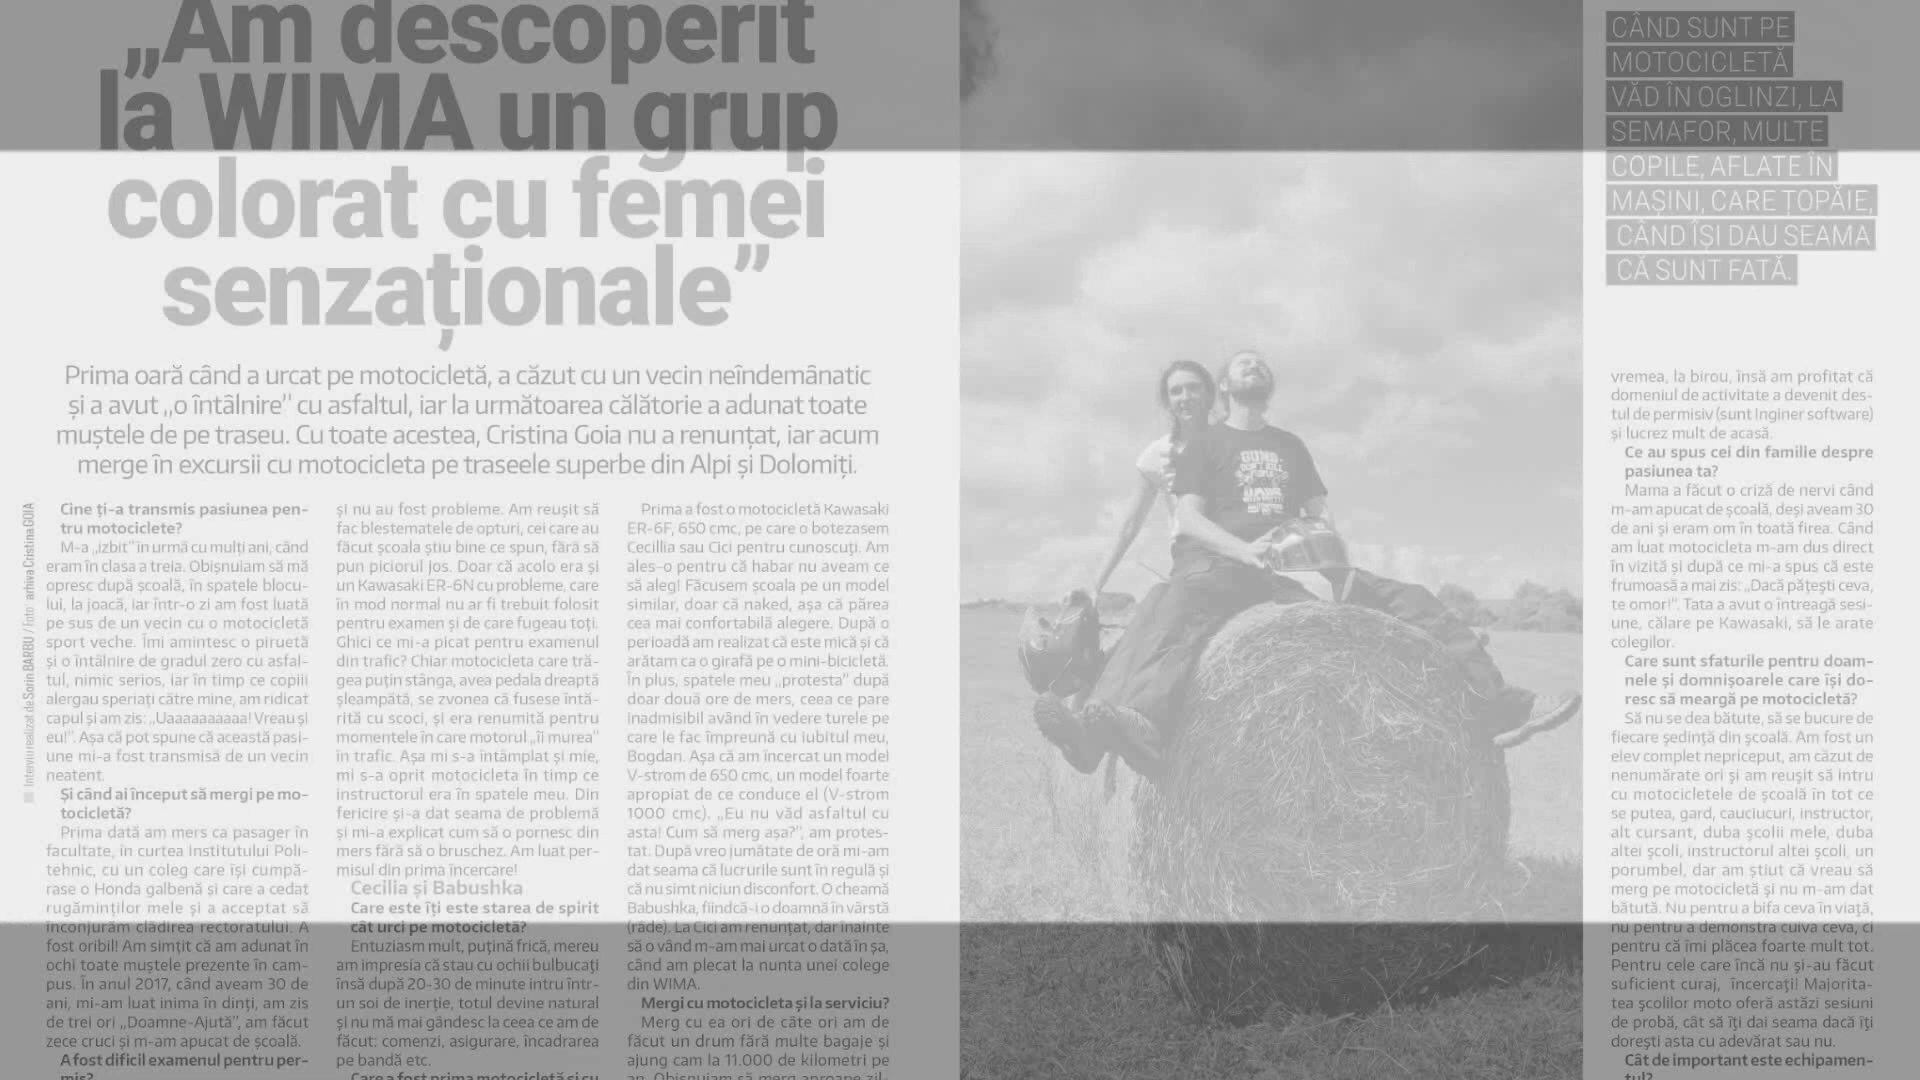 „Am descoperit
la WIMA un grup
colorat cu femei
senzaționale”
Prima oară când a urcat pe motocicletă, a căzut cu un vecin neîndemânatic
și a avut „o întâlnire” cu asfaltul, iar la următoarea călătorie a adunat toate
muștele de pe traseu. Cu toate acestea, Cristina Goia nu a renunțat, iar acum
merge în excursii cu motocicleta pe traseele superbe din Alpi și Dolomiți.
Interviu realizat de Sorin BARBU / Foto: arhiva Cristina GOIA
Cine ți-a transmis pasiunea pen-
tru motociclete?
M-a „izbit” în urmă cu mulți ani, când
eram în clasa a treia. Obișnuiam să mă
opresc după școală, în spatele blocu-
lui, la joacă, iar într-o zi am fost luată
pe sus de un vecin cu o motocicletă
sport veche. Îmi amintesc o piruetă
și o întâlnire de gradul zero cu asfal-
tul, nimic serios, iar în timp ce copiii
alergau speriați către mine, am ridicat
capul și am zis: „Uaaaaaaaaaa! Vreau și
eu!”. Așa că pot spune că această pasi-
une mi-a fost transmisă de un vecin
neatent.
Și când ai început să mergi pe mo-
tocicletă?
Prima dată am mers ca pasager în
facultate, în curtea Institutului Poli-
tehnic, cu un coleg care își cumpă-
rase o Honda galbenă și care a cedat
rugăminților mele și a acceptat să
înconjurăm clădirea rectoratului. A
fost oribil! Am simțit că am adunat în
ochi toate muștele prezente în cam-
pus. În anul 2017, când aveam 30 de
ani, mi-am luat inima în dinți, am zis
de trei ori „Doamne-Ajută”, am făcut
zece cruci și m-am apucat de școală.
A fost dificil examenul pentru per-
mis?
și nu au fost probleme. Am reușit să
fac blestematele de opturi, cei care au
făcut școala știu bine ce spun, fără să
pun piciorul jos. Doar că acolo era și
un Kawasaki ER-6N cu probleme, care
în mod normal nu ar fi trebuit folosit
pentru examen și de care fugeau toți.
Ghici ce mi-a picat pentru examenul
din trafic? Chiar motocicleta care tră-
gea puțin stânga, avea pedala dreaptă
șleampătă, se zvonea că fusese întă-
rită cu scoci, și era renumită pentru
momentele în care motorul „îi murea”
în trafic. Așa mi s-a întâmplat și mie,
mi s-a oprit motocicleta în timp ce
instructorul era în spatele meu. Din
fericire și-a dat seama de problemă
și mi-a explicat cum să o pornesc din
mers fără să o bruschez. Am luat per-
misul din prima încercare!
Cecilia și Babushka
Care este îți este starea de spirit
cât urci pe motocicletă?
Entuziasm mult, puțină frică, mereu
am impresia că stau cu ochii bulbucați
însă după 20-30 de minute intru într-
un soi de inerție, totul devine natural
și nu mă mai gândesc la ceea ce am de
făcut: comenzi, asigurare, încadrarea
pe bandă etc.
Care a fost prima motocicletă și cu
Prima a fost o motocicletă Kawasaki
ER-6F, 650 cmc, pe care o botezasem
Cecillia sau Cici pentru cunoscuți. Am
ales-o pentru că habar nu aveam ce
să aleg! Făcusem școala pe un model
similar, doar că naked, așa că părea
cea mai confortabilă alegere. După o
perioadă am realizat că este mică și că
arătam ca o girafă pe o mini-bicicletă.
În plus, spatele meu „protesta” după
doar două ore de mers, ceea ce pare
inadmisibil având în vedere turele pe
care le fac împreună cu iubitul meu,
Bogdan. Așa că am încercat un model
V-strom de 650 cmc, un model foarte
apropiat de ce conduce el (V-strom
1000 cmc). „Eu nu văd asfaltul cu
asta! Cum să merg așa?”, am protes-
tat. După vreo jumătate de oră mi-am
dat seama că lucrurile sunt în regulă și
că nu simt niciun disconfort. O cheamă
Babushka, fiindcă-i o doamnă în vârstă
(râde). La Cici am renunțat, dar înainte
să o vând m-am mai urcat o dată în șa,
când am plecat la nunta unei colege
din WIMA.
Mergi cu motocicleta și la serviciu?
Merg cu ea ori de câte ori am de
făcut un drum fără multe bagaje și
ajung cam la 11.000 de kilometri pe
an. Obișnuiam să merg aproape zil-
CÂND SUNT PE
MOTOCICLETĂ
VĂD ÎN OGLINZI, LA
SEMAFOR, MULTE
COPILE, AFLATE ÎN
MAȘINI, CARE ȚOPĂIE,
CÂND ÎȘI DAU SEAMA
CĂ SUNT FATĂ.
vremea, la birou, însă am profitat că
domeniul de activitate a devenit des-
tul de permisiv (sunt Inginer software)
și lucrez mult de acasă.
Ce au spus cei din familie despre
pasiunea ta?
Mama a făcut o criză de nervi când
m-am apucat de școală, deși aveam 30
de ani și eram om în toată firea. Când
am luat motocicleta m-am dus direct
în vizită și după ce mi-a spus că este
frumoasă a mai zis: „Dacă pățești ceva,
te omor!”. Tata a avut o întreagă sesi-
une, călare pe Kawasaki, să le arate
colegilor.
Care sunt sfaturile pentru doam-
nele și domnișoarele care își do-
resc să meargă pe motocicletă?
Să nu se dea bătute, să se bucure de
fiecare ședință din școală. Am fost un
elev complet nepriceput, am căzut de
nenumărate ori și am reușit să intru
cu motocicletele de școală în tot ce
se putea, gard, cauciucuri, instructor,
alt cursant, duba școlii mele, duba
altei școli, instructorul altei școli, un
porumbel, dar am știut că vreau să
merg pe motocicletă și nu m-am dat
bătută. Nu pentru a bifa ceva în viață,
nu pentru a demonstra cuiva ceva, ci
pentru că îmi plăcea foarte mult tot.
Pentru cele care încă nu și-au făcut
suficient curaj, încercați! Majorita-
tea școlilor moto oferă astăzi sesiuni
de probă, cât să îți dai seama dacă îți
dorești asta cu adevărat sau nu.
Cât de important este echipamen-
tul?